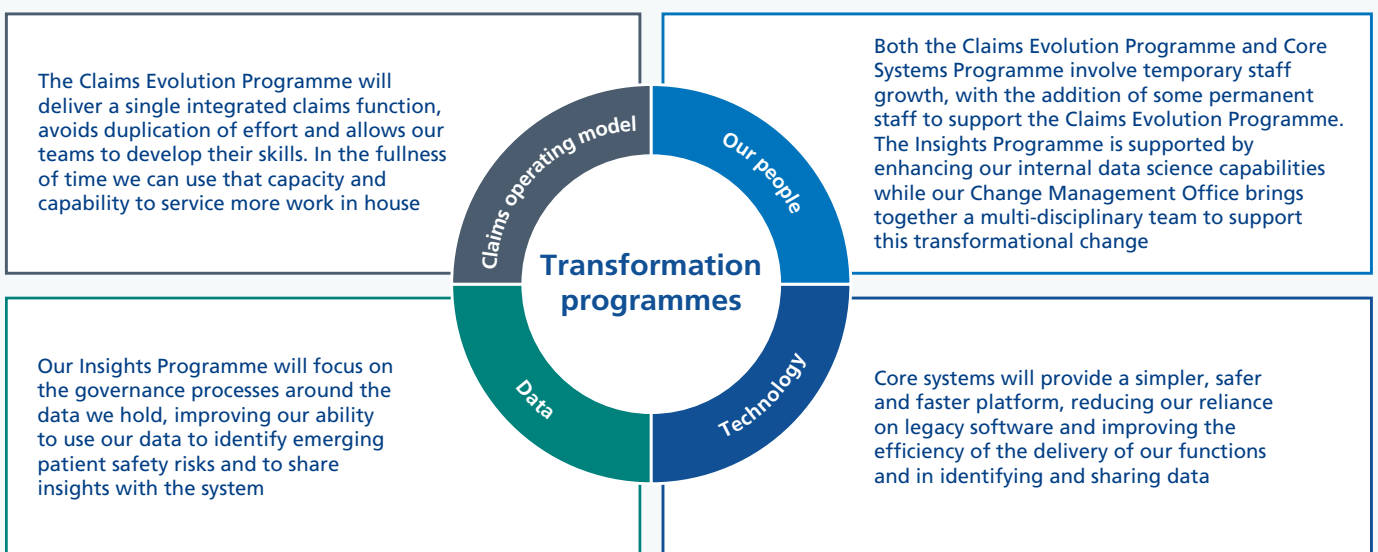 The Claims Evolution Programme will
deliver a single integrated claims function,
avoids duplication of effort and allows our
teams to develop their skills. In the fullness
of time we can use that capacity and
capability to service more work in house
Both the Claims Evolution Programme and Core
Systems Programme involve temporary staff
growth, with the addition of some permanent
staff to support the Claims Evolution Programme.
The Insights Programme is supported by
enhancing our internal data science capabilities
while our Change Management Office brings
together a multi-disciplinary team to support
this transformational change
Claims operating model
Our people
Transformation
programmes
Data
Technology
Our Insights Programme will focus on
the governance processes around the
data we hold, improving our ability
to use our data to identify emerging
patient safety risks and to share
insights with the system
Core systems will provide a simpler, safer
and faster platform, reducing our reliance
on legacy software and improving the
efficiency of the delivery of our functions
and in identifying and sharing data